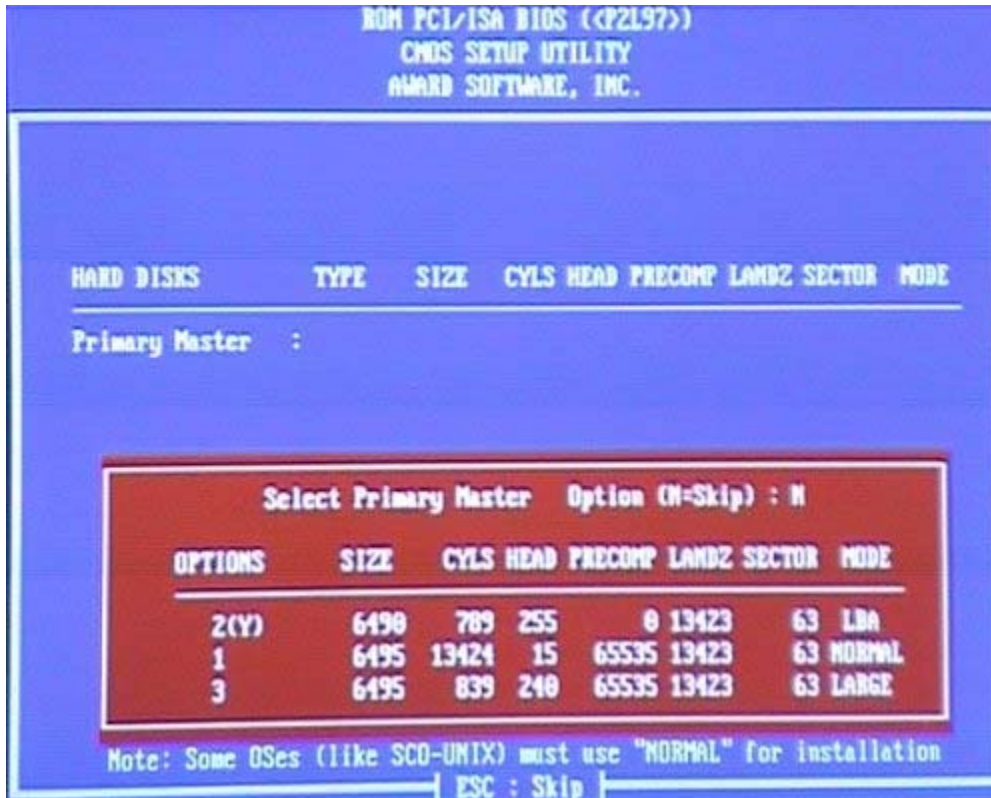 ROM PCI/ISA BIOS (<P2L97>)
CMOS SETUP UTILITY
AWARD SOFTWARE, INC.
HARD DISKS TYPE SIZE CYLS HEAD PRECOMP LANDZ SECTOR MODE
Primary Master :
Select Primary Master Option (N=Skip) : N
OPTIONS SIZE CYLS HEAD PRECOMP LANDZ SECTOR MODE
2(Y) 6490 789 255 0 13423 63 LBA
1 6495 13424 15 65535 13423 63 NORMAL
3 6495 839 240 65535 13423 63 LARGE
Note: Some OSes (like SCO-UNIX) must use "NORMAL" for installation
ESC : Skip